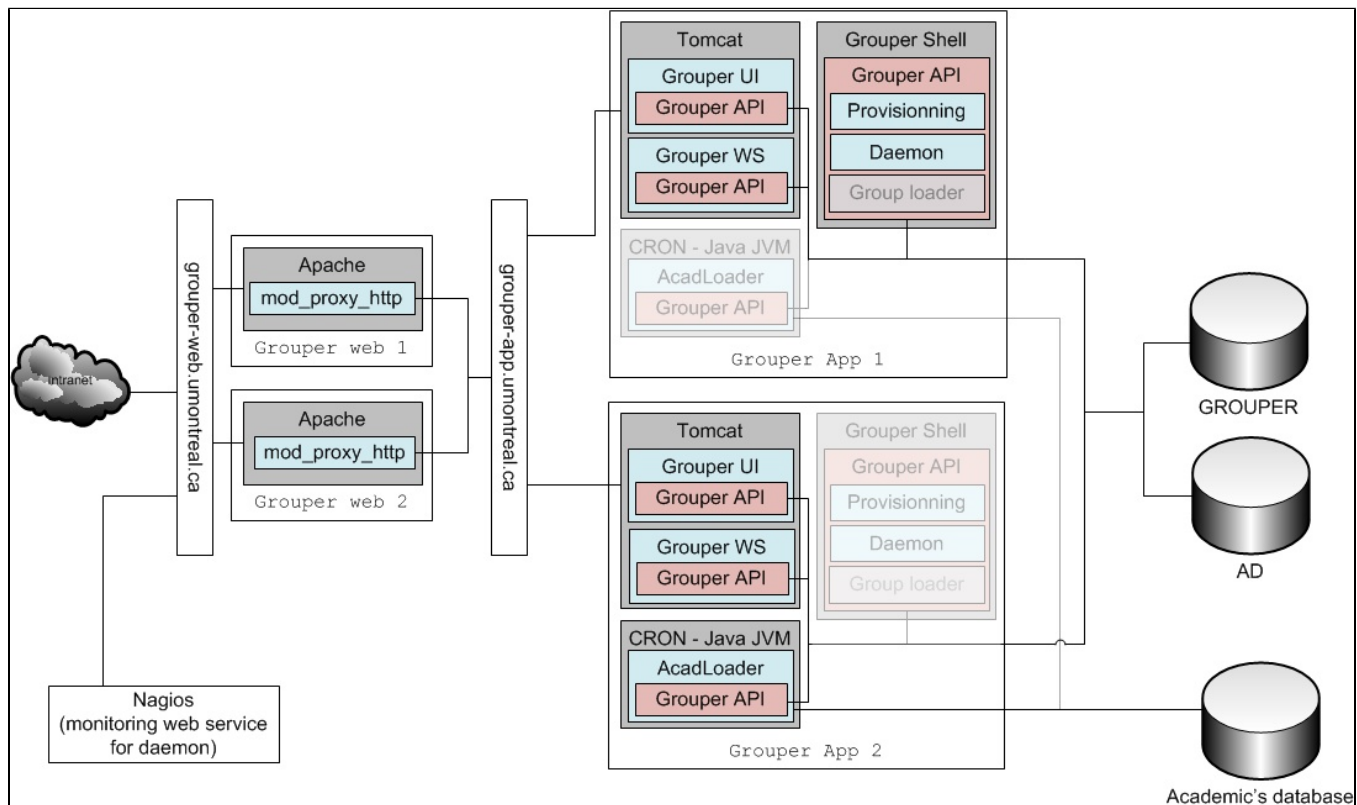 intranet
grouper-web.umontreal.ca
Apache
mod_proxy_http
Grouper web 1
Apache
mod_proxy_http
Grouper web 2
Nagios
(monitoring web service
for daemon)
grouper-app.umontreal.ca
Tomcat
Grouper UI
Grouper API
Grouper WS
Grouper API
CRON - Java JVM
AcadLoader
Grouper API
Grouper Shell
Grouper API
Provisionning
Daemon
Group loader
Grouper App 1
Tomcat
Grouper UI
Grouper API
Grouper WS
Grouper API
CRON - Java JVM
AcadLoader
Grouper API
Grouper Shell
Grouper API
Provisionning
Daemon
Group loader
Grouper App 2
GROUPER
AD
Academic's database